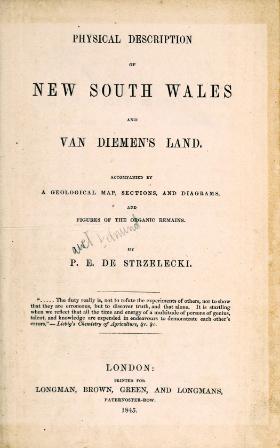 PHYSICAL DESCRIPTION
OF
NEW SOUTH WALES
AND
VAN DIEMEN'S LAND.
ACCOMPANIED BY
A GEOLOGICAL MAP, SECTIONS, AND DIAGRAMS,
AND
FIGURES OF THE ORGANIC REMAINS.
BY
P. E. DE STRZELECKI.
"..... The duty really is, not to refute the experiments of others, nor to show
that they are erroneous, but to discover truth, and that alone. It is startling
when we reflect that all the time and energy of a multitude of persons of genius,
talent, and knowledge are expended in endeavours to demonstrate each other's
errors."—Liebig's Chemistry of Agriculture, &c. &c.
LONDON:
PRINTED FOR
LONGMAN, BROWN, GREEN, AND LONGMANS,
PATERNOSTER-ROW.
1845.